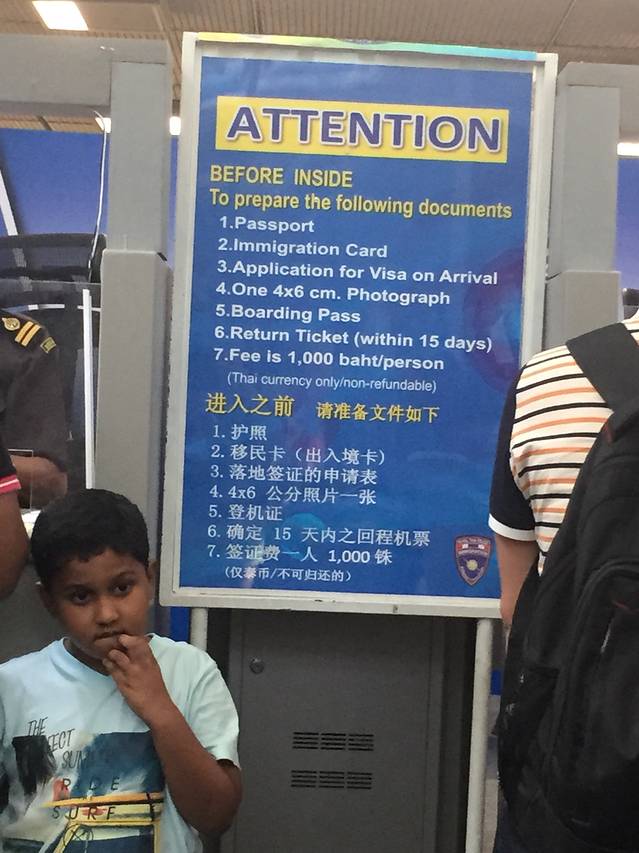 ATTENTION
BEFORE INSIDE
To prepare the following documents
1.Passport
2.Immigration Card
3.Application for Visa on Arrival
4.One 4x6 cm. Photograph
5.Boarding Pass
6.Return Ticket (within 15 days)
7.Fee is 1,000 baht/person
(Thai currency only/non-refundable)
进入之前 请准备文件如下
1. 护照
2. 移民卡（出入境卡）
3. 落地签证的申请表
4. 4x6 公分照片一张
5. 登机证
6. 确定 15 天内之回程机票
7. 签证费一人 1,000 铢
(仅泰币/不可归还的)
THE
SURF